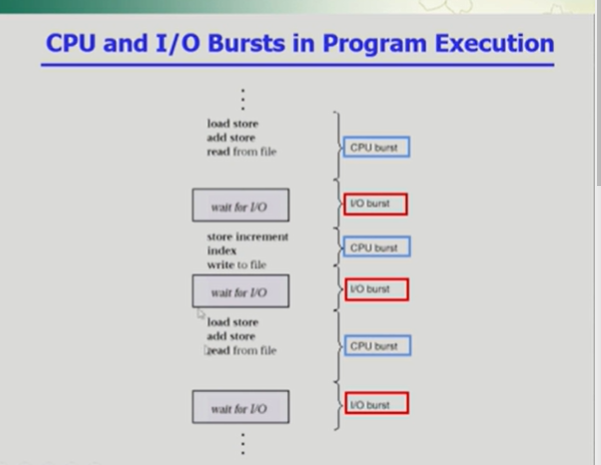 CPU and I/O Bursts in Program Execution
load store
add store
read from file
CPU burst
wait for I/O
I/O burst
store increment
index
write to file
CPU burst
wait for I/O
I/O burst
load store
add store
read from file
CPU burst
wait for I/O
I/O burst